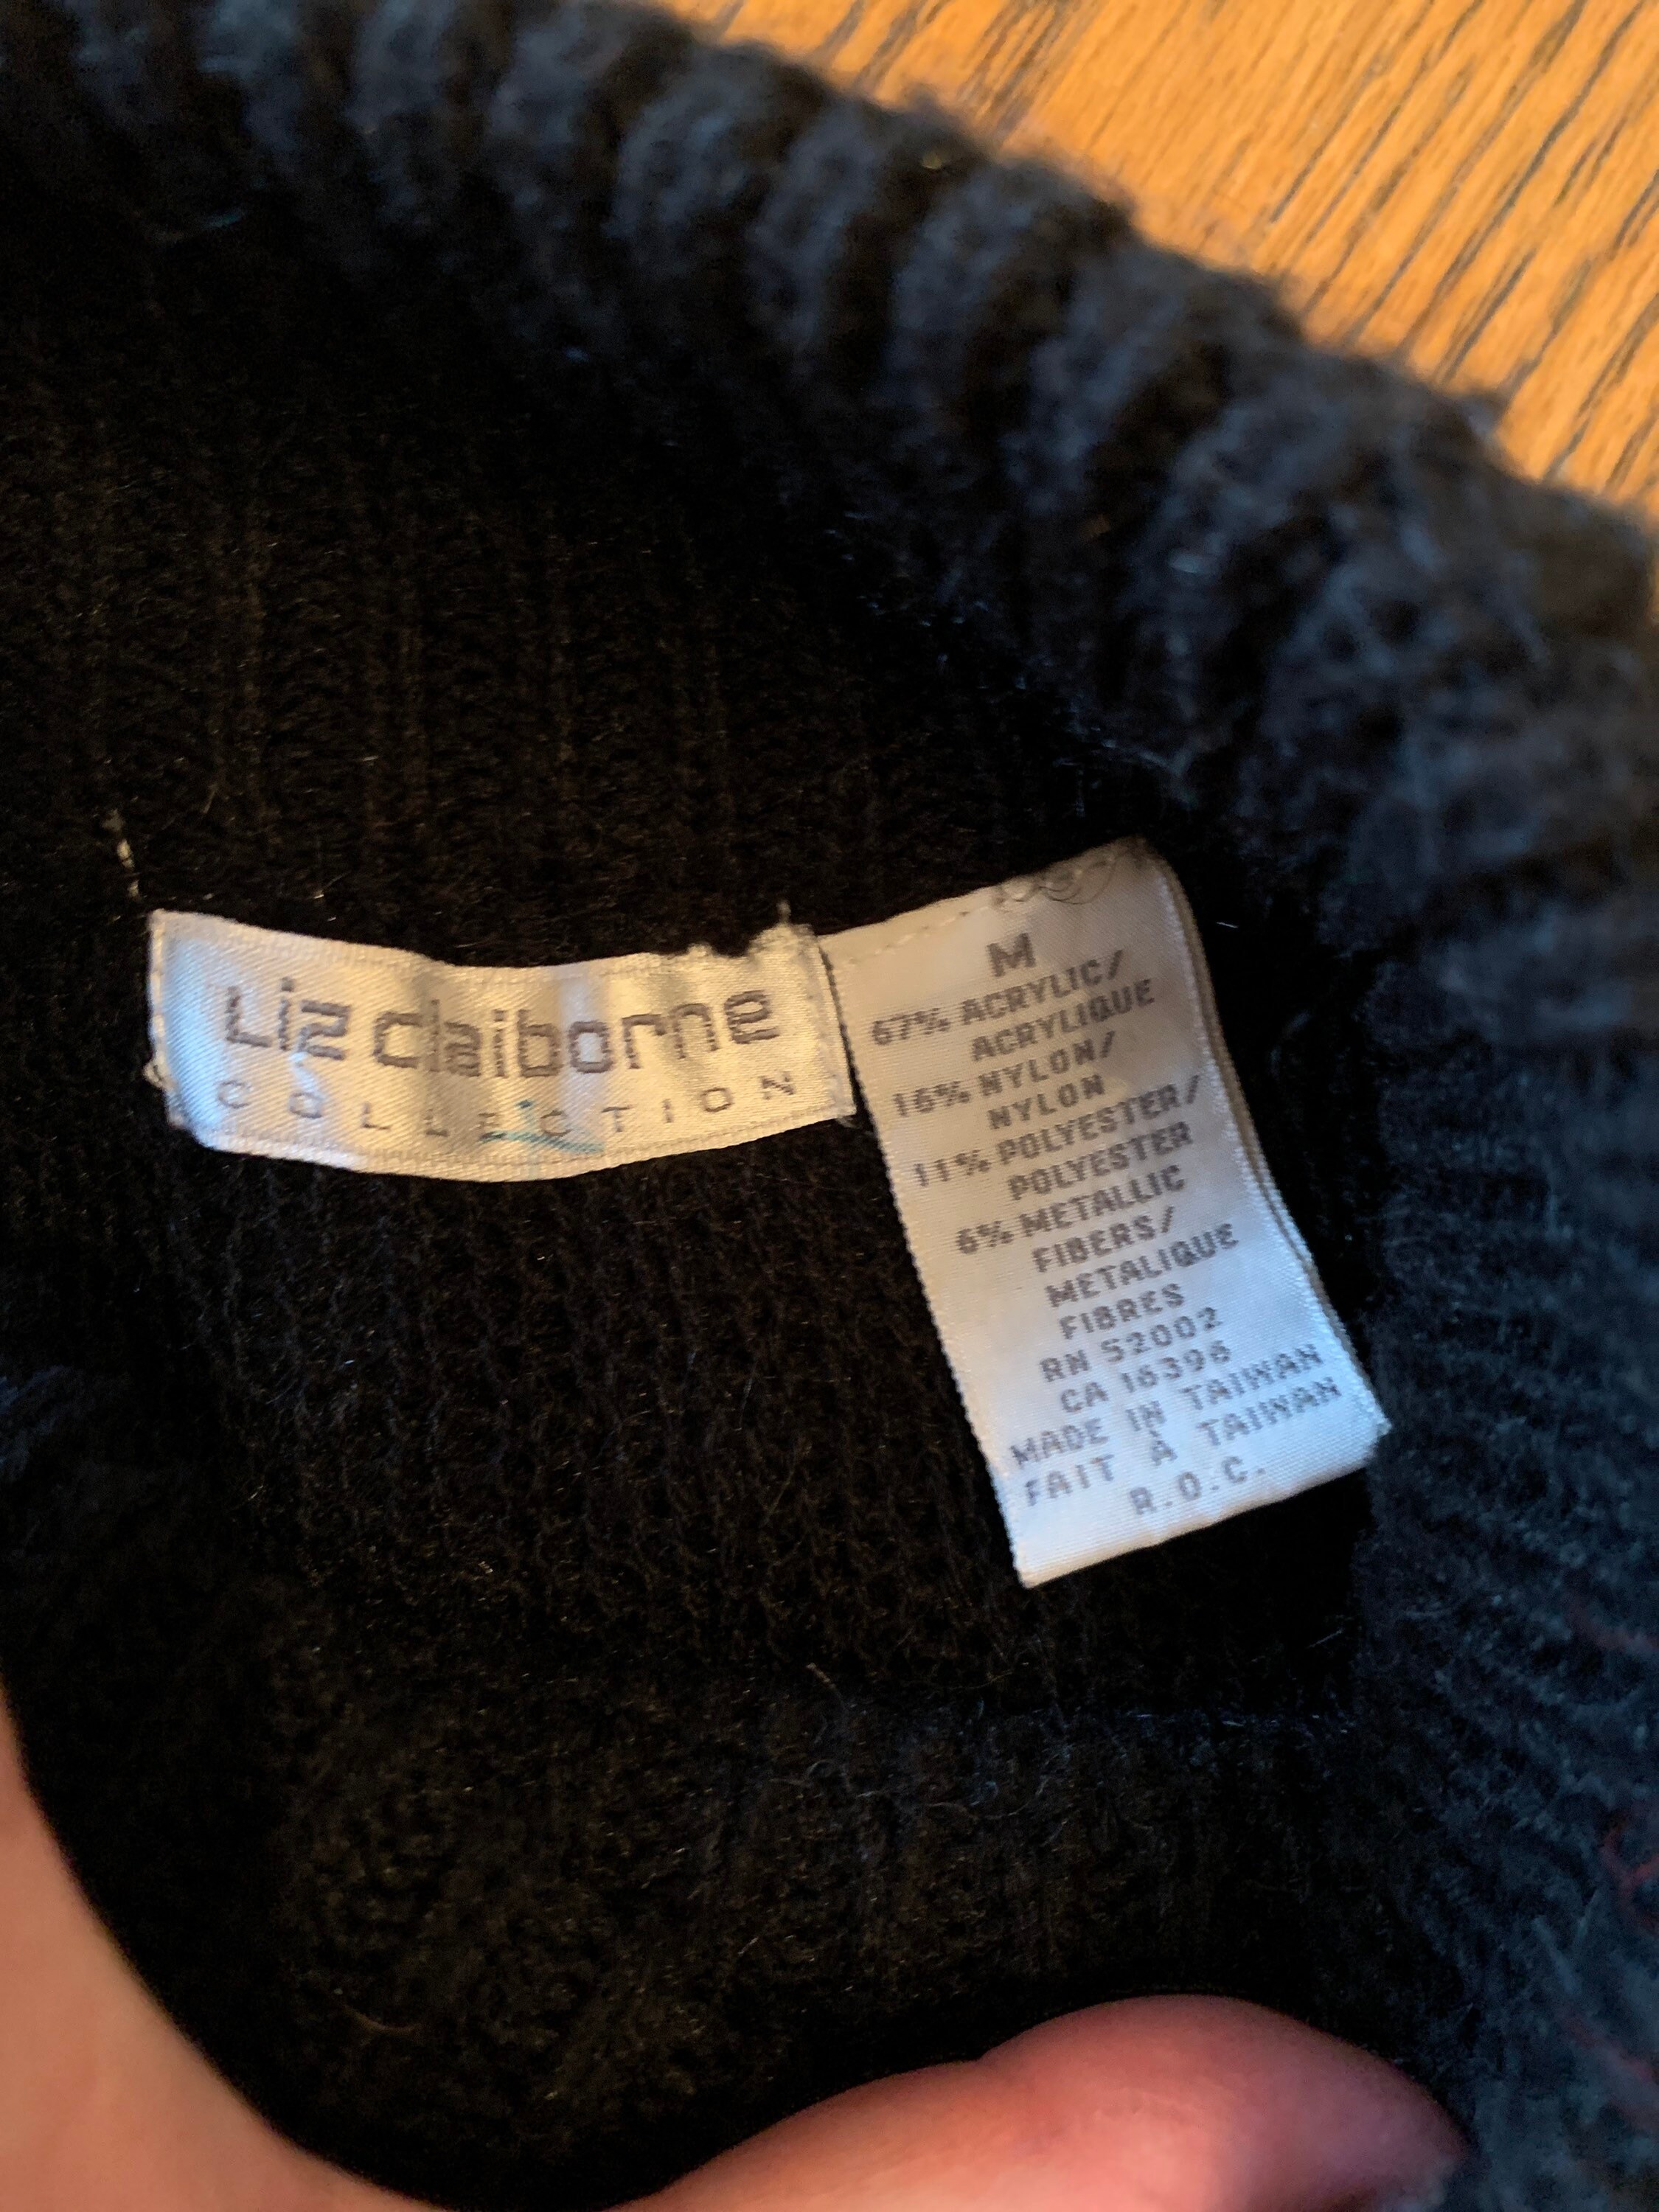 Liz claiborne
COLLECTION
M
67% ACRYLIC/
ACRYLIQUE
16% NYLON/
NYLON
11% POLYESTER/
POLYESTER
6% METALLIC
FIBERS/
METALIQUE
FIBRES
RN 52002
CA 16396
MADE IN TAIWAN
FAIT À TAIWAN
R.O.C.